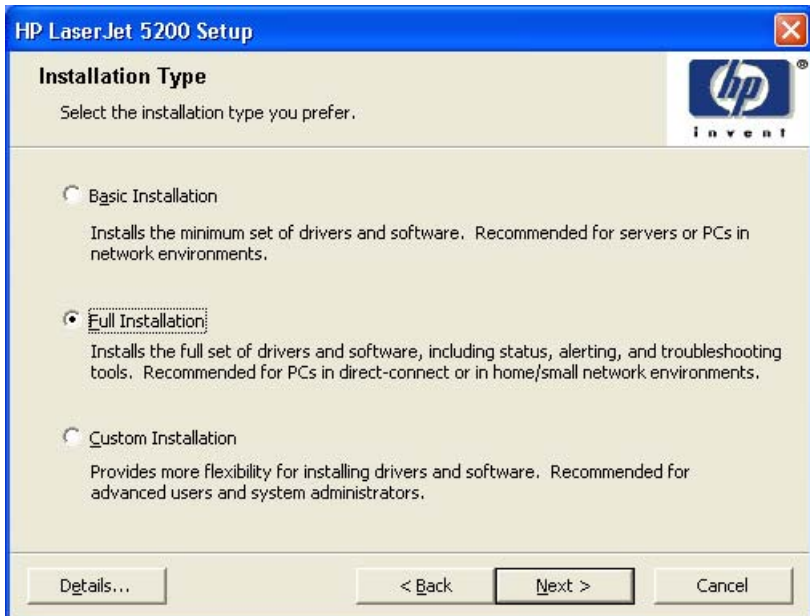 HP LaserJet 5200 Setup
Installation Type
Select the installation type you prefer.
hp
®
invent
Basic Installation
Installs the minimum set of drivers and software. Recommended for servers or PCs in
network environments.
Full Installation
Installs the full set of drivers and software, including status, alerting, and troubleshooting
tools. Recommended for PCs in direct-connect or in home/small network environments.
Custom Installation
Provides more flexibility for installing drivers and software. Recommended for
advanced users and system administrators.
Details... < Back Next > Cancel